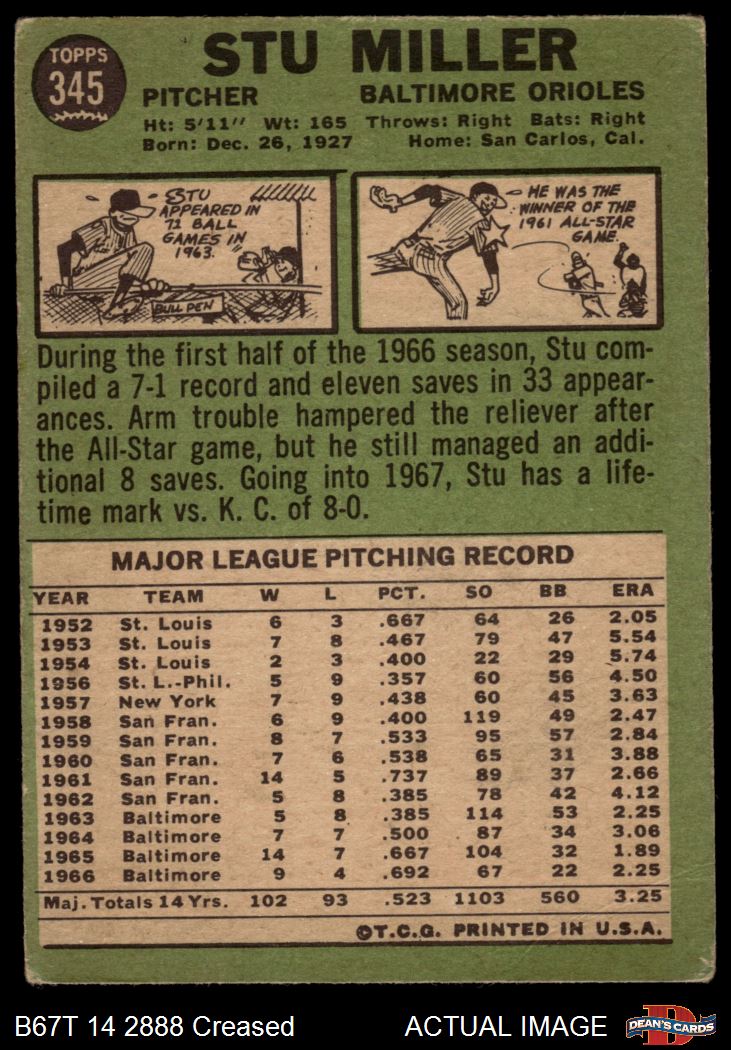 TOPPS
345
STU MILLER
PITCHER BALTIMORE ORIOLES
Ht: 5'11" Wt: 165 Throws: Right Bats: Right
Born: Dec. 26, 1927 Home: San Carlos, Cal.
STU
APPEARED IN
71 BALL
GAMES IN
1963.
BULL PEN
HE WAS THE
WINNER OF THE
1961 ALL-STAR
GAME.
During the first half of the 1966 season, Stu com-
piled a 7-1 record and eleven saves in 33 appear-
ances. Arm trouble hampered the reliever after
the All-Star game, but he still managed an addi-
tional 8 saves. Going into 1967, Stu has a life-
time mark vs. K. C. of 8-0.
MAJOR LEAGUE PITCHING RECORD
YEAR TEAM W L PCT. SO BB ERA
1952 St. Louis 6 3 .667 64 26 2.05
1953 St. Louis 7 8 .467 79 47 5.54
1954 St. Louis 2 3 .400 22 29 5.74
1956 St. L.-Phil. 5 9 .357 60 56 4.50
1957 New York 7 9 .438 60 45 3.63
1958 San Fran. 6 9 .400 119 49 2.47
1959 San Fran. 8 7 .533 95 57 2.84
1960 San Fran. 7 6 .538 65 31 3.88
1961 San Fran. 14 5 .737 89 37 2.66
1962 San Fran. 5 8 .385 78 42 4.12
1963 Baltimore 5 8 .385 114 53 2.25
1964 Baltimore 7 7 .500 87 34 3.06
1965 Baltimore 14 7 .667 104 32 1.89
1966 Baltimore 9 4 .692 67 22 2.25
Maj. Totals 14 Yrs. 102 93 .523 1103 560 3.25
©T.C.G. PRINTED IN U.S.A.
B67T 14 2888 Creased ACTUAL IMAGE
D
DEAN'S CARDS